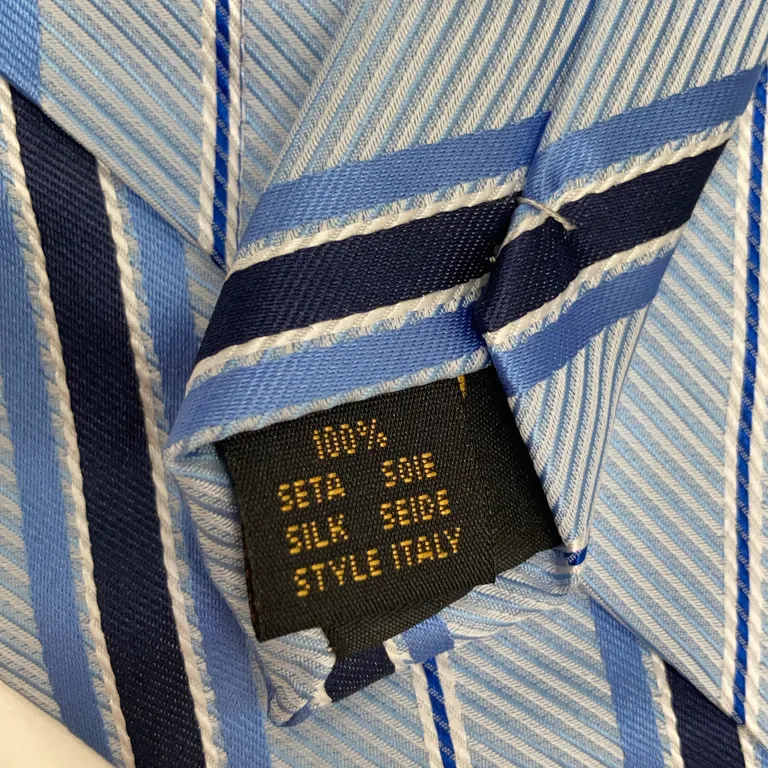 100%
SETA SOIE
SILK SEIDE
STYLE ITALY